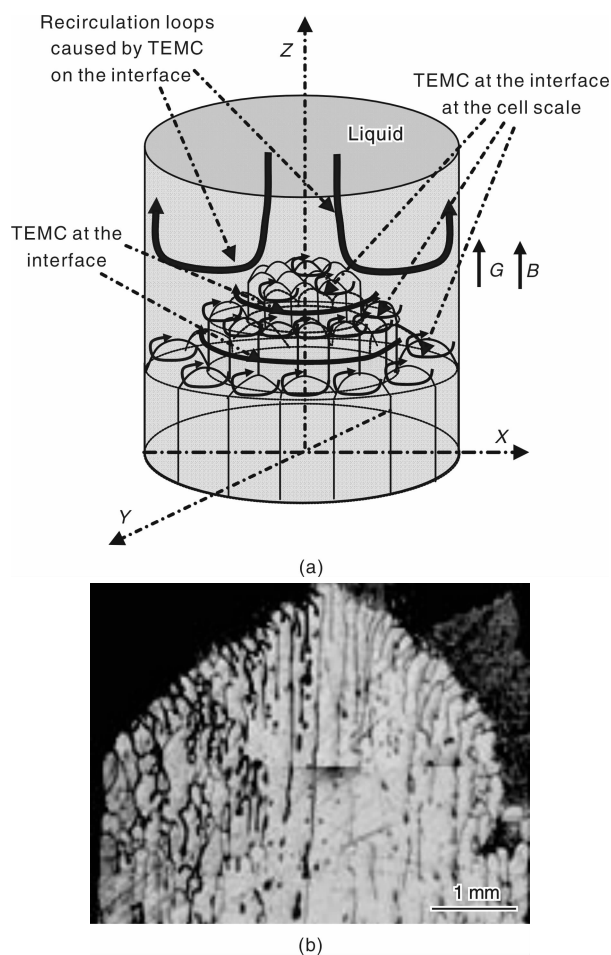 Recirculation loops
caused by TEMC
on the interface
Z
TEMC at the interface
at the cell scale
Liquid
TEMC at the
interface
G
B
X
Y
(a)
1 mm
(b)